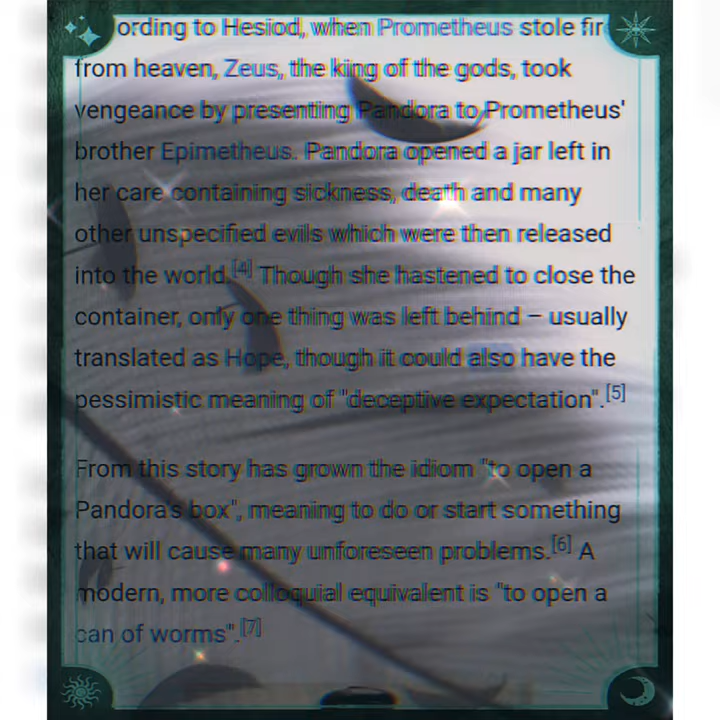 ording to Hesiod, when Prometheus stole fir
from heaven, Zeus, the king of the gods, took
vengeance by presenting Pandora to Prometheus'
brother Epimetheus. Pandora opened a jar left in
her care containing sickness, death and many
other unspecified evils which were then released
into the world.[4] Though she hastened to close the
container, only one thing was left behind – usually
translated as Hope, though it could also have the
pessimistic meaning of "deceptive expectation".[5]
From this story has grown the idiom "to open a
Pandora's box", meaning to do or start something
that will cause many unforeseen problems.[6] A
modern, more colloquial equivalent is "to open a
can of worms".[7]